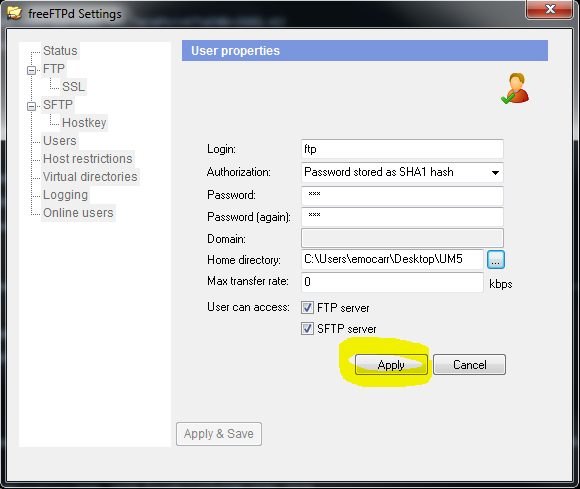 freeFTPd Settings
Status
FTP
SSL
SFTP
Hostkey
Users
Host restrictions
Virtual directories
Logging
Online users
User properties
Login: ftp
Authorization: Password stored as SHA1 hash
Password: ***
Password (again): ***
Domain:
Home directory: C:\Users\emocarr\Desktop\UM5 ...
Max transfer rate: 0 kbps
User can access: FTP server
SFTP server
Apply Cancel
Apply & Save